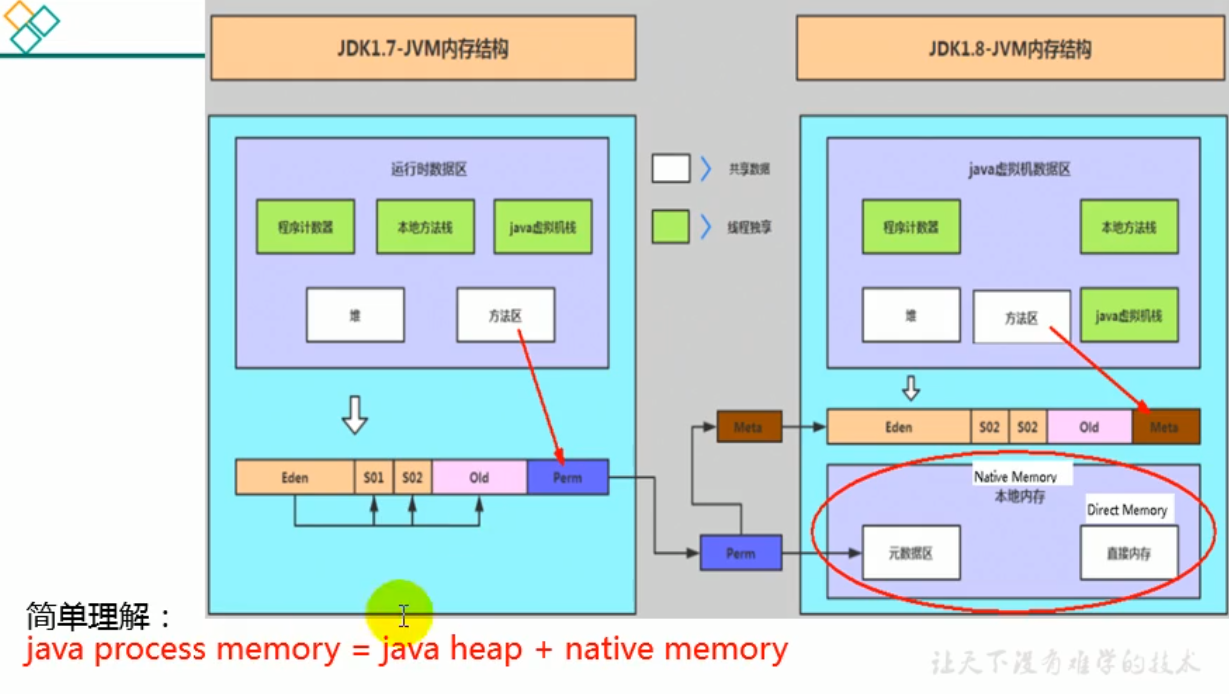 JDK1.7-JVM内存结构
运行时数据区
程序计数器
本地方法栈
java虚拟机栈
堆
方法区
Eden
S01
S02
Old
Perm
共享数据
线程独享
Meta
Perm
JDK1.8-JVM内存结构
java虚拟机数据区
程序计数器
本地方法栈
堆
方法区
java虚拟机栈
Eden
S02
S02
Old
Meta
Native Memory
本地内存
Direct Memory
元数据区
直接内存
简单理解：
java process memory = java heap + native memory
让天下没有难学的技术